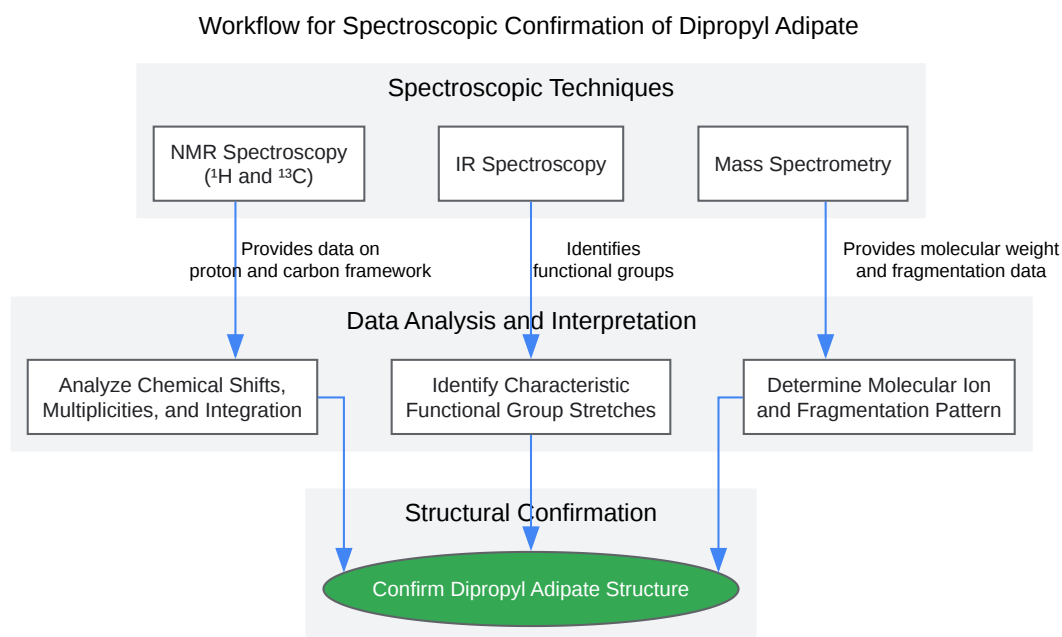 Workflow for Spectroscopic Confirmation of Dipropyl Adipate
Spectroscopic Techniques
NMR Spectroscopy
(¹H and ¹³C)
IR Spectroscopy
Mass Spectrometry
Provides data on
proton and carbon framework
Identifies
functional groups
Provides molecular weight
and fragmentation data
Data Analysis and Interpretation
Analyze Chemical Shifts,
Multiplicities, and Integration
Identify Characteristic
Functional Group Stretches
Determine Molecular Ion
and Fragmentation Pattern
Structural Confirmation
Confirm Dipropyl Adipate Structure